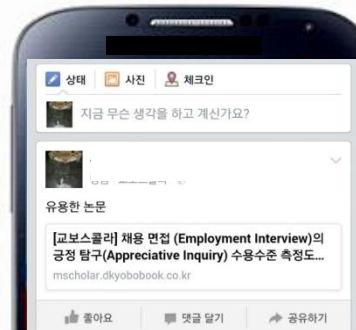 상태 사진 체크인
지금 무슨 생각을 하고 계신가요?
유용한 논문
[교보스콜라] 채용 면접 (Employment Interview)의
긍정 탐구(Appreciative Inquiry) 수용수준 측정도...
mscholar.dkyobobook.co.kr
좋아요 댓글 달기 공유하기